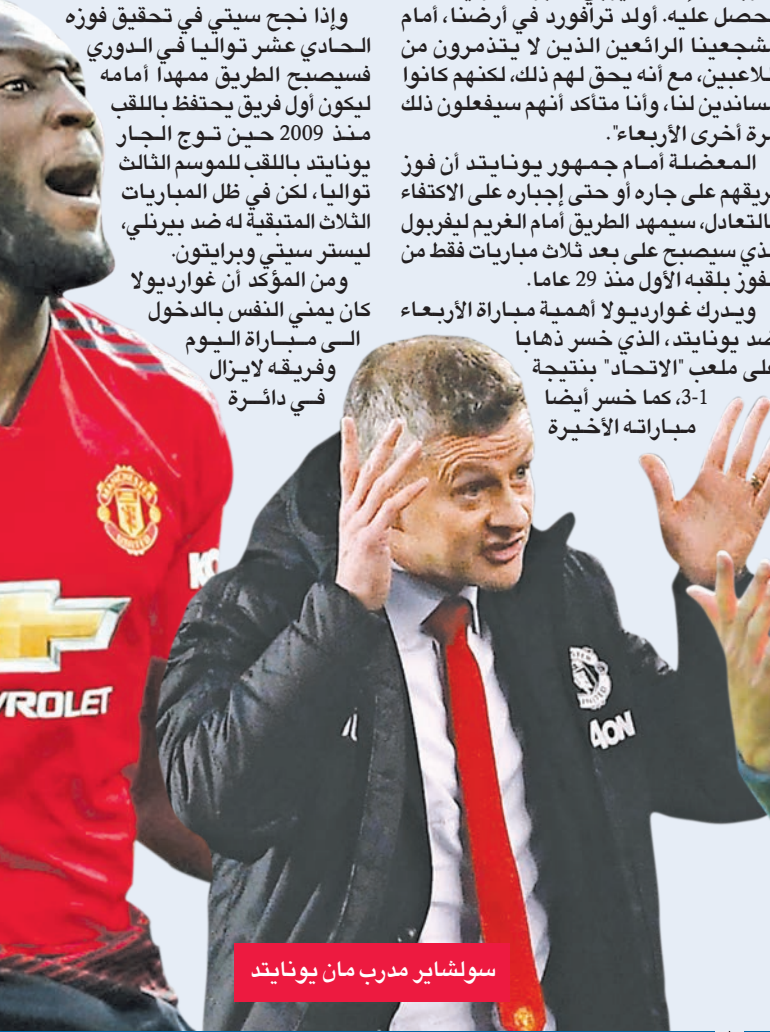 نحصل عليه. أولد ترافورد في أرضنا، أمام
مشجعينا الرائعين الذين لا يتذمرون من
اللاعبين، مع أنه يحق لهم ذلك، لكنهم كانوا
مساندين لنا، وأنا متأكد أنهم سيفعلون ذلك
مرة أخرى الأربعاء".
المعضلة أمام جمهور يونايتد أن فوز
فريقهم على جاره أو حتى إجباره على الاكتفاء
بالتعادل، سيمهد الطريق أمام الغريم ليفربول
الذي سيصبح على بعد ثلاث مباريات فقط من
الفوز بلقبه الأول منذ 29 عاما.
ويدرك غوارديولا أهمية مباراة الأربعاء
ضد يونايتد، الذي خسر ذهابا
على ملعب "الاتحاد" بنتيجة
1-3، كما خسر أيضا
مباراته الأخيرة
وإذا نجح سيتي في تحقيق فوزه
الحادي عشر تواليا في الدوري
فسيصبح الطريق ممهدا أمامه
ليكون أول فريق يحتفظ باللقب
منذ 2009 حين توج الجار
يونايتد باللقب للموسم الثالث
تواليا، لكن في ظل المباريات
الثلاث المتبقية له ضد بيرنلي،
ليستر سيتي وبرايتون.
ومن المؤكد أن غوارديولا
كان يمني النفس بالدخول
الى مباراة اليوم
وفريقه لايزال
في دائرة
MANCHESTER
UNITED
KO
VROLET
UNITED
AON
سولشاير مدرب مان يونايتد